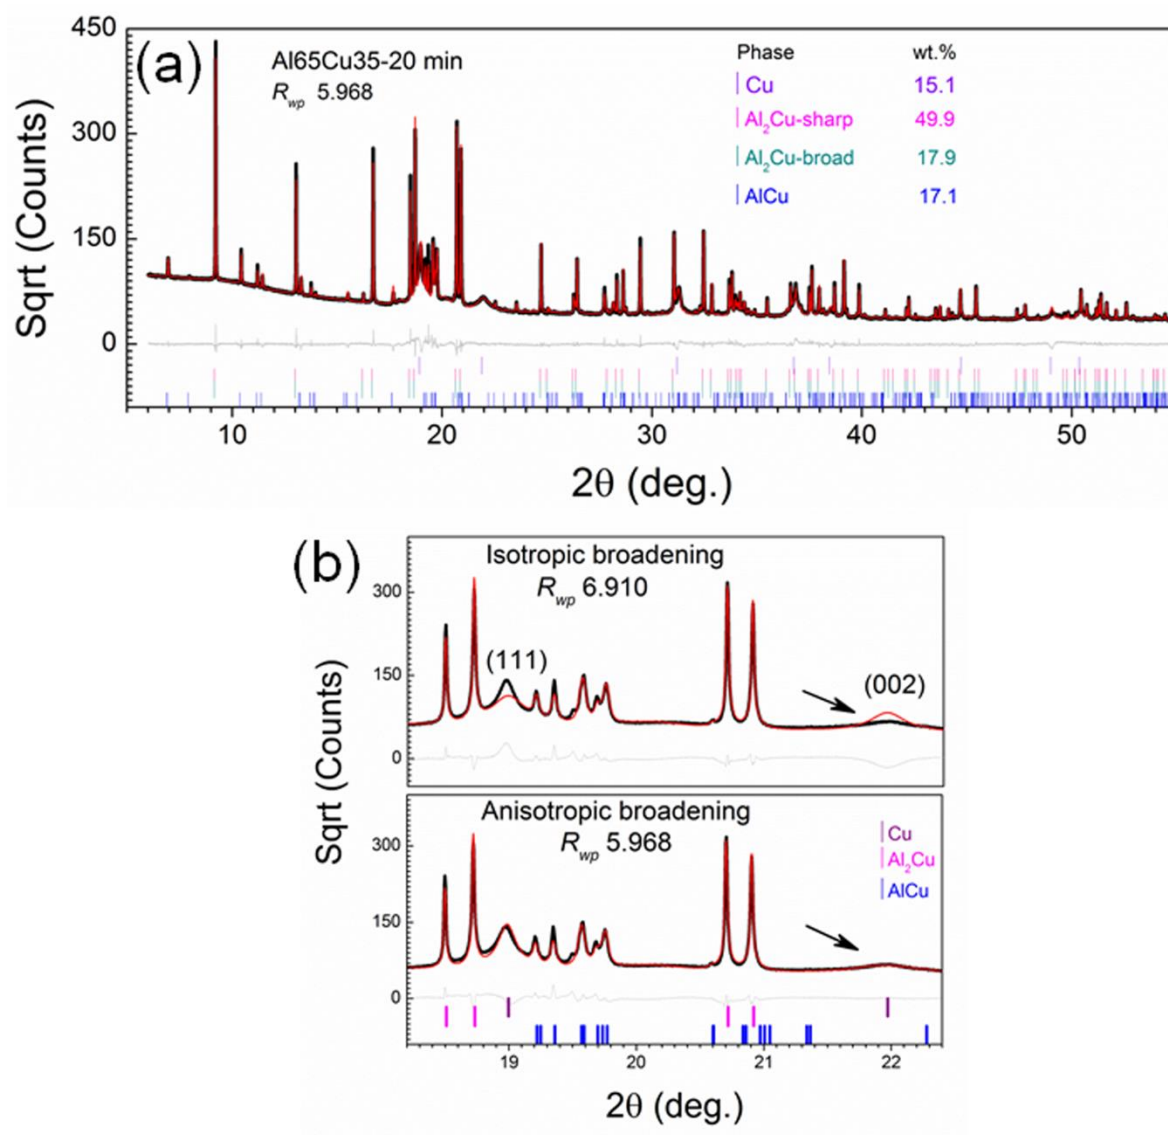 (a)
Al65Cu35-20 min
Rwp 5.968
Phase wt.%
Cu 15.1
Al2Cu-sharp 49.9
Al2Cu-broad 17.9
AlCu 17.1
Sqrt (Counts)
450
300
150
0
10 20 30 40 50
2θ (deg.)
(b)
Isotropic broadening
Rwp 6.910
(111)
(002)
300
150
0
Sqrt (Counts)
Anisotropic broadening
Rwp 5.968
Cu
Al2Cu
AlCu
300
150
0
19 20 21 22
2θ (deg.)